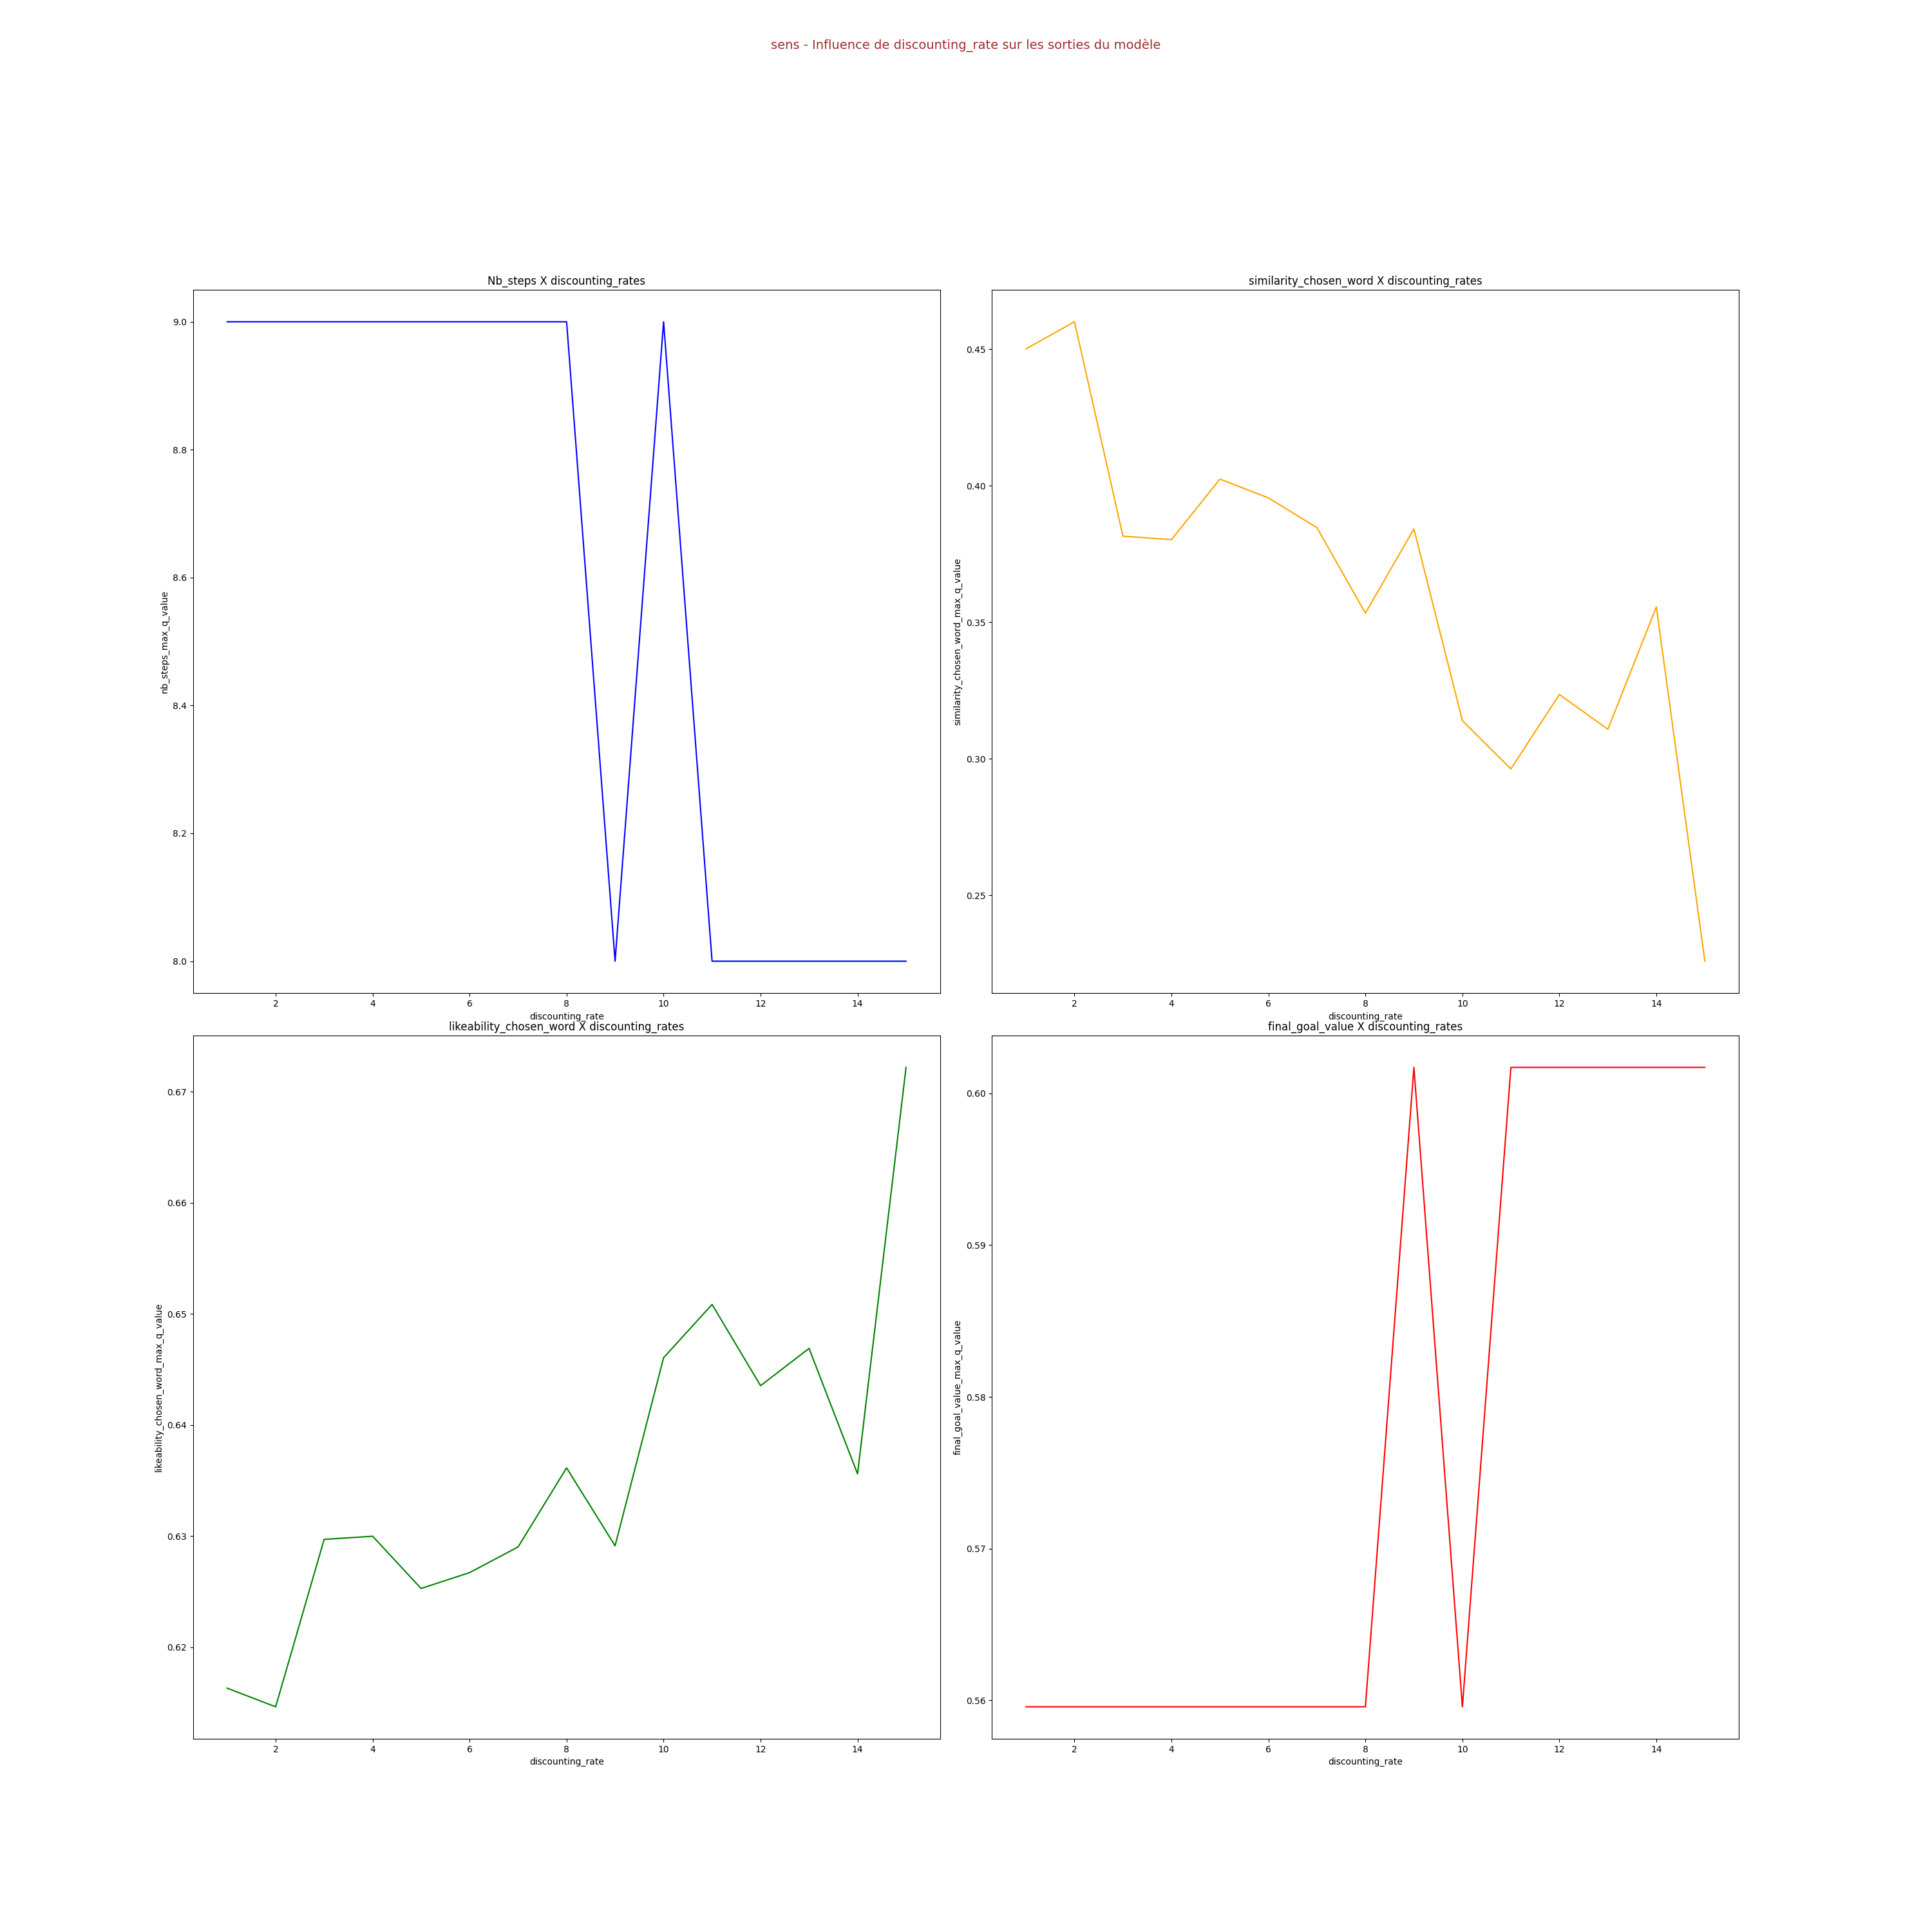 sens - Influence de discounting_rate sur les sorties du modèle
Nb_steps X discounting_rates
9.0
8.8
8.6
8.4
8.2
8.0
nb_steps_max_q_value
2 4 6 8 10 12 14
discounting_rate
similarity_chosen_word X discounting_rates
0.45
0.40
0.35
0.30
0.25
similarity_chosen_word_max_q_value
2 4 6 8 10 12 14
discounting_rate
likeability_chosen_word X discounting_rates
0.67
0.66
0.65
0.64
0.63
0.62
likeability_chosen_word_max_q_value
2 4 6 8 10 12 14
discounting_rate
final_goal_value X discounting_rates
0.60
0.59
0.58
0.57
0.56
final_goal_value_max_q_value
2 4 6 8 10 12 14
discounting_rate